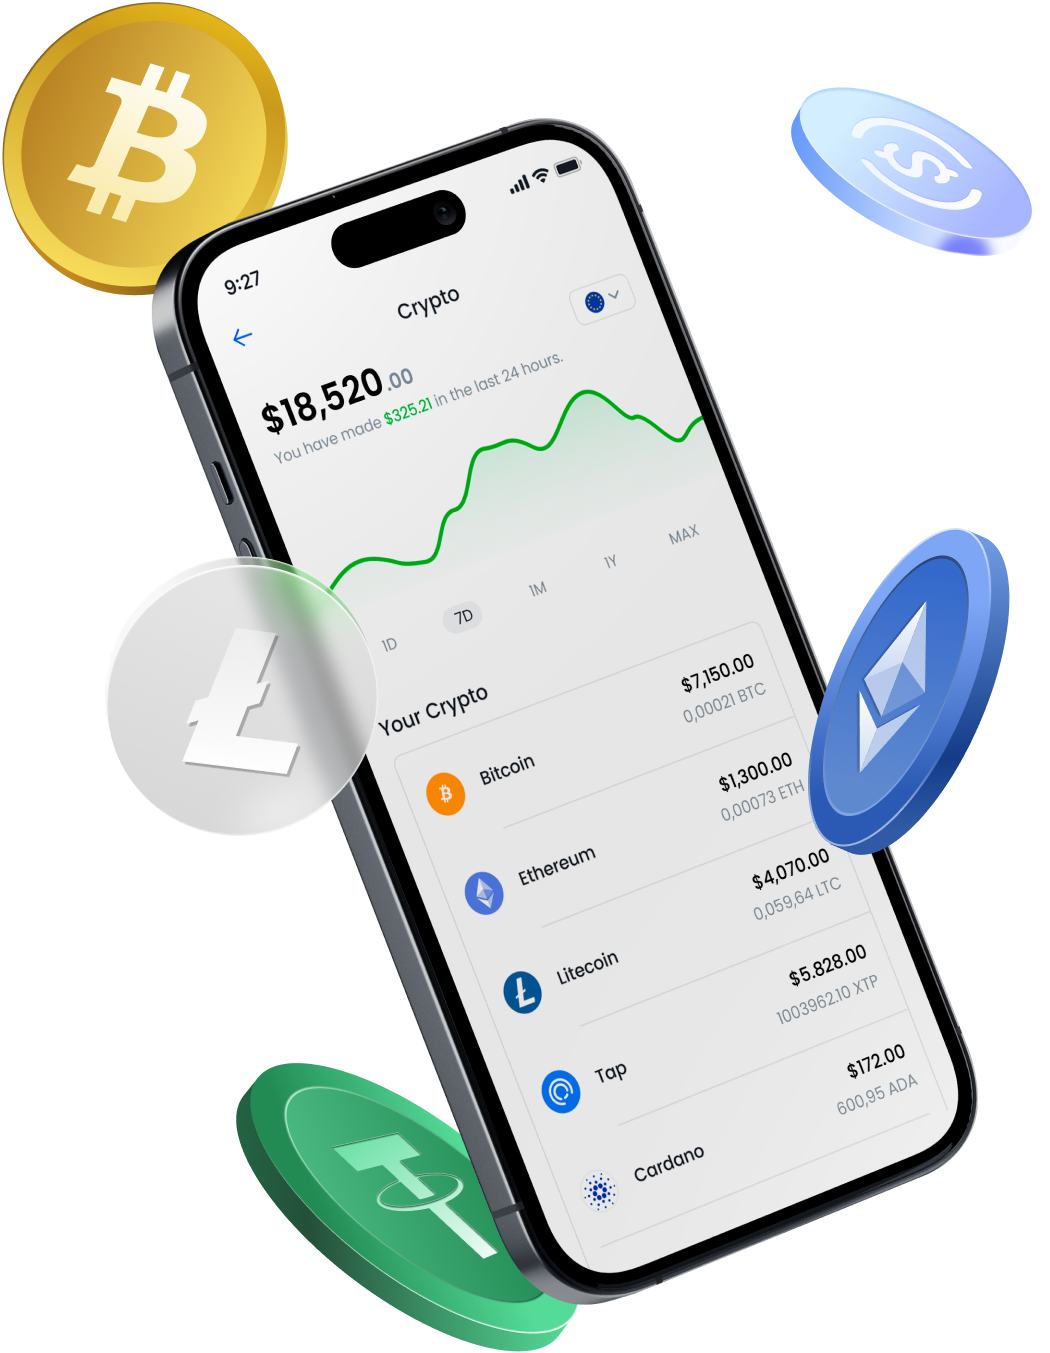 9:27
Crypto
$18,520.00
You have made $325.21 in the last 24 hours.
1D 7D 1M 1Y MAX
Your Crypto
Bitcoin $7,150.00
0,00021 BTC
Ethereum $1,300.00
0,00073 ETH
Litecoin $4,070.00
0,059,64 LTC
Tap $5.828.00
1003962.10 XTP
Cardano $172.00
600,95 ADA